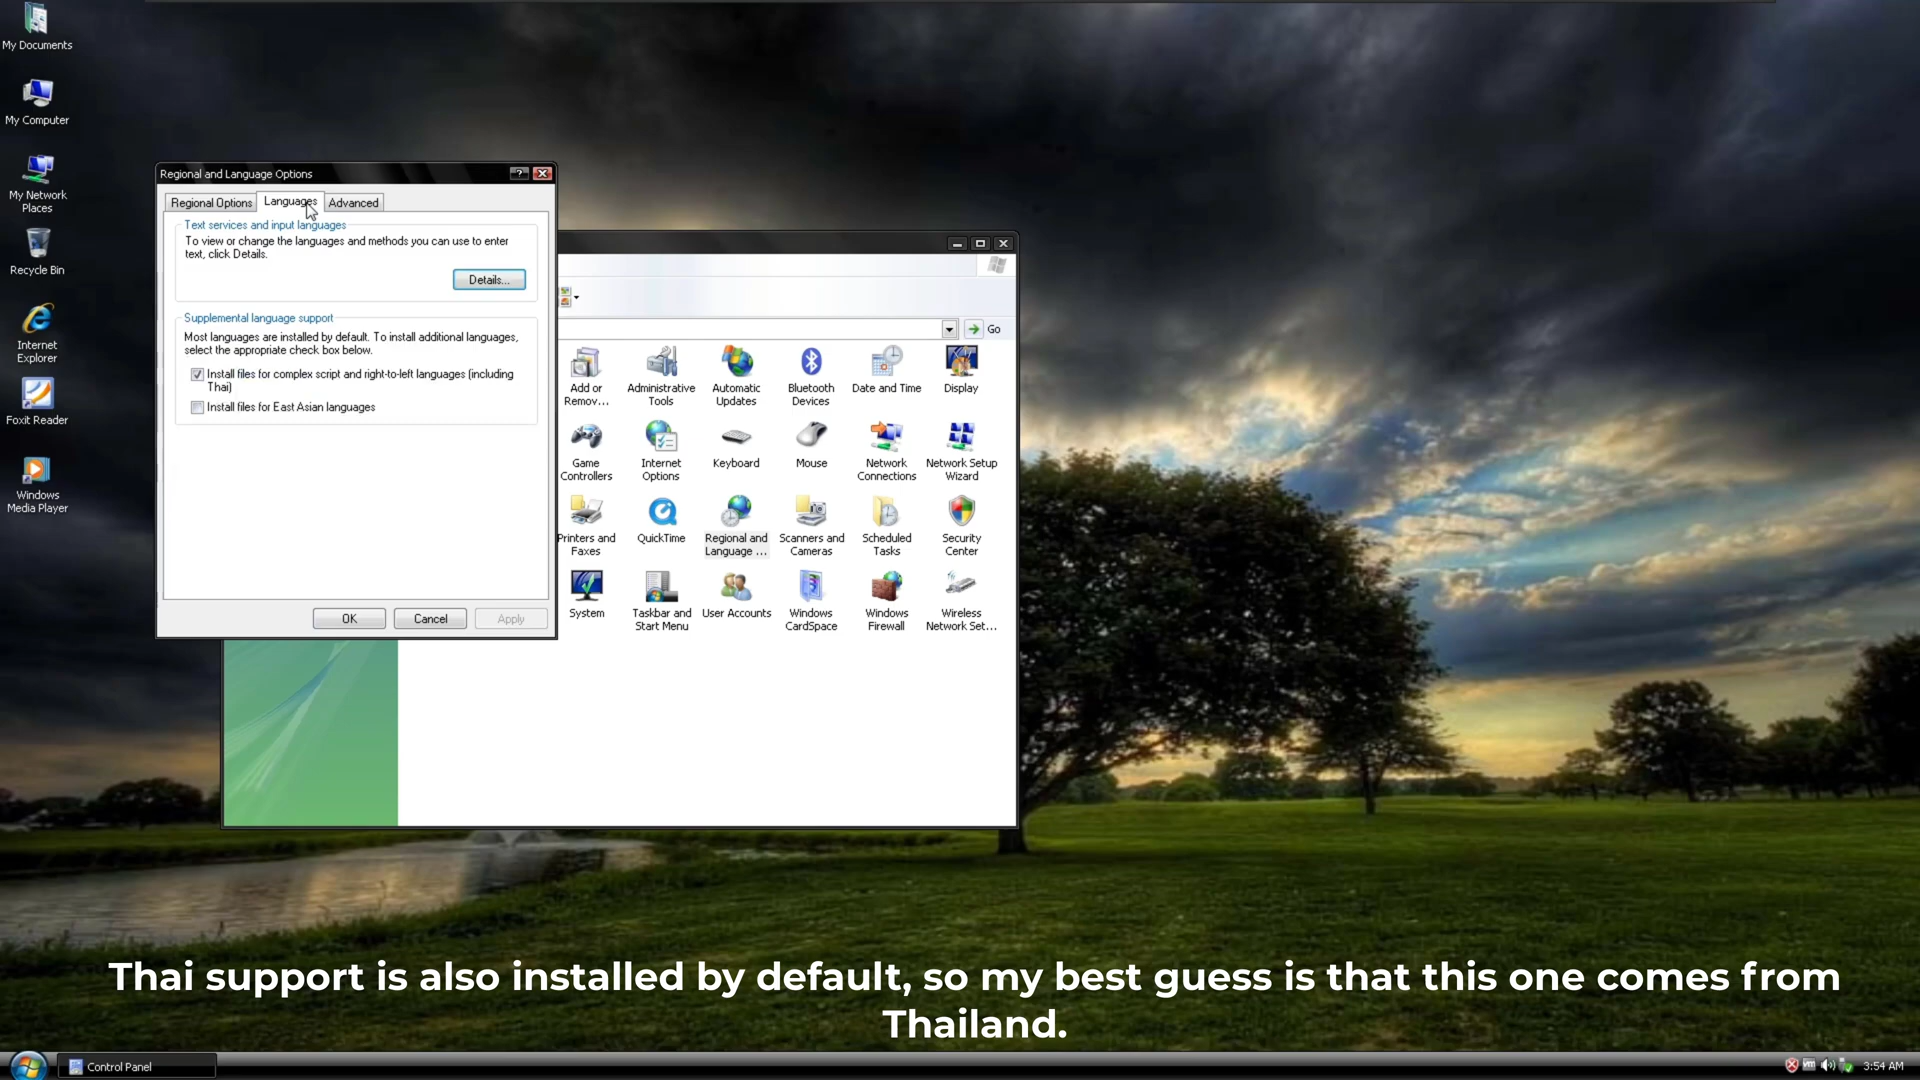 My Documents
My Computer
My Network
Places
Recycle Bin
Internet
Explorer
Foxit Reader
Windows
Media Player
Regional and Language Options
Regional Options
Languages
Advanced
Text services and input languages
To view or change the languages and methods you can use to enter
text, click Details.
Details...
Supplemental language support
Most languages are installed by default. To install additional languages,
select the appropriate check box below.
Install files for complex script and right-to-left languages (including
Thai)
Install files for East Asian languages
OK
Cancel
Apply
Go
Add or
Remov...
Administrative
Tools
Automatic
Updates
Bluetooth
Devices
Date and Time
Display
Game
Controllers
Internet
Options
Keyboard
Mouse
Network
Connections
Network Setup
Wizard
Printers and
Faxes
QuickTime
Regional and
Language ...
Scanners and
Cameras
Scheduled
Tasks
Security
Center
System
Taskbar and
Start Menu
User Accounts
Windows
CardSpace
Windows
Firewall
Wireless
Network Set...
Thai support is also installed by default, so my best guess is that this one comes from
Thailand.
Control Panel
3:54 AM